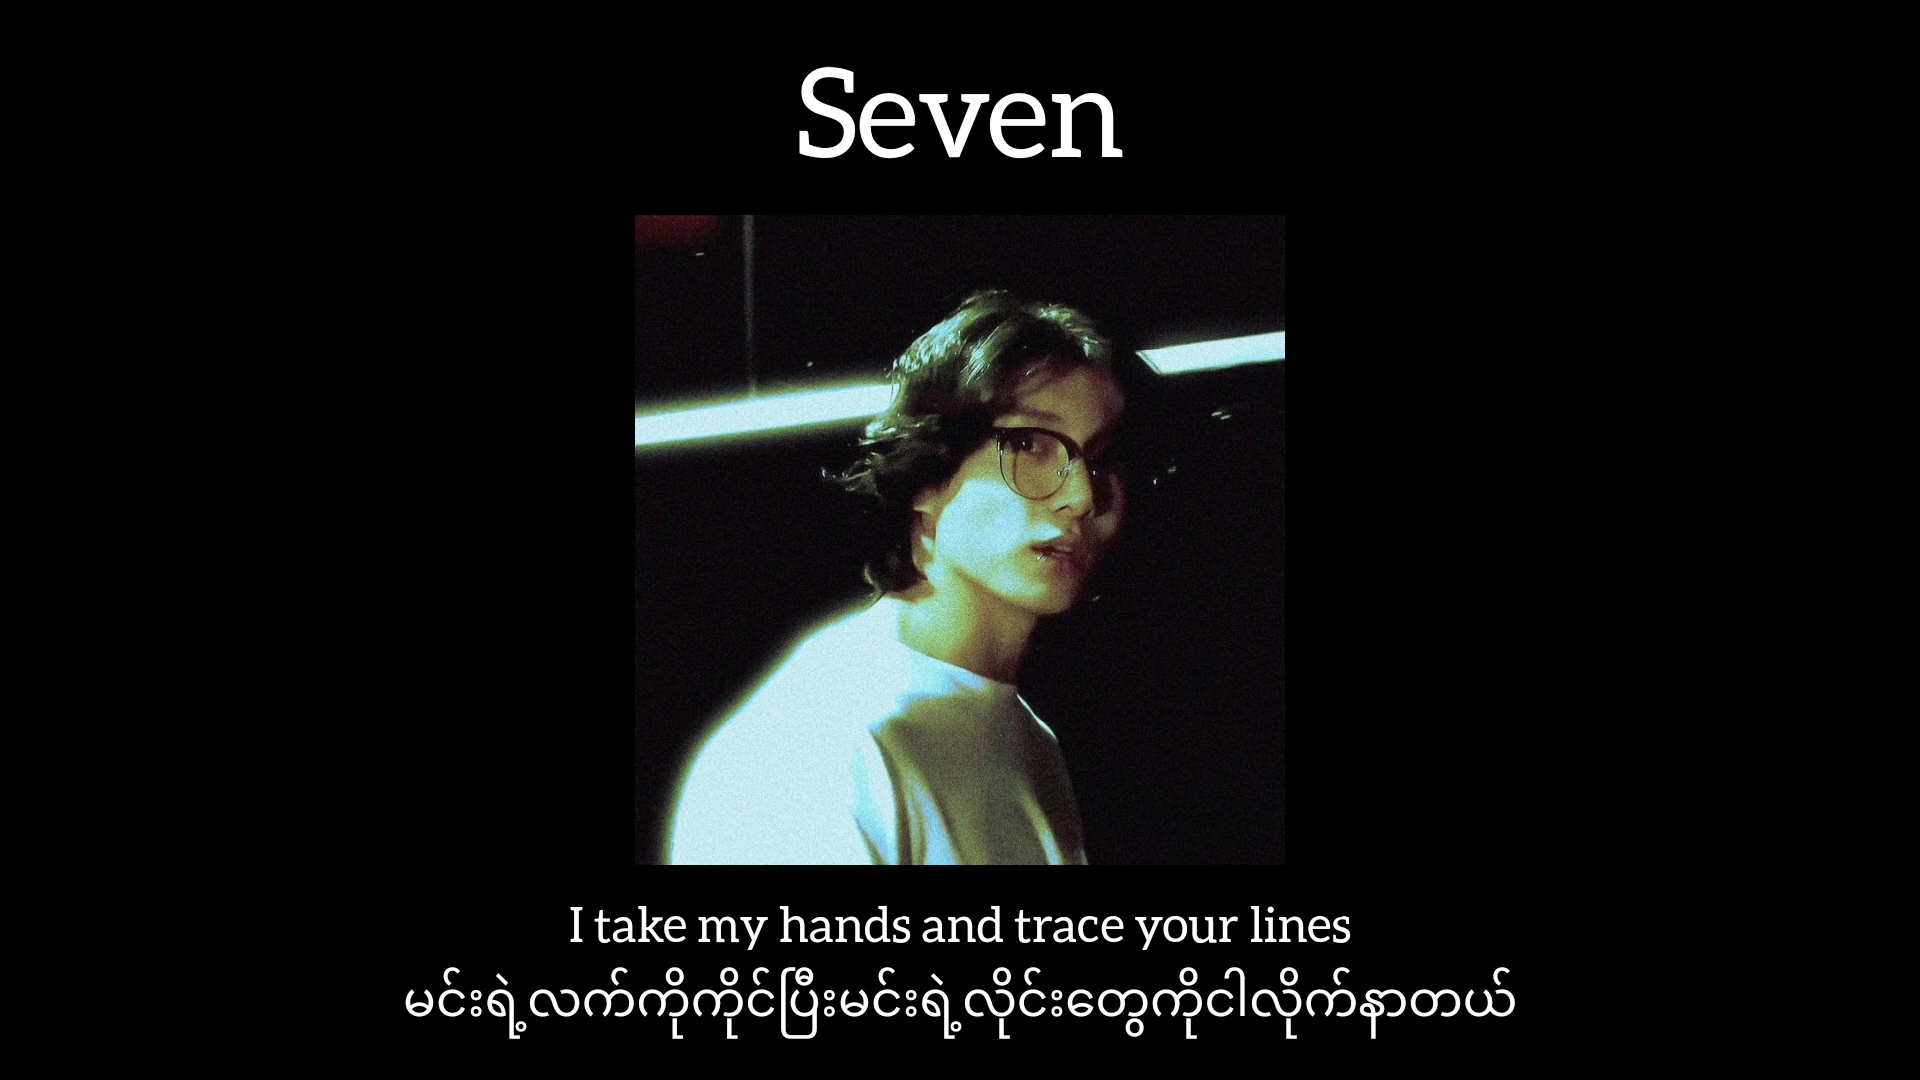 Seven
I take my hands and trace your lines
မင်းရဲ့လက်ကိုကိုင်ပြီးမင်းရဲ့လိုင်းတွေကိုငါလိုက်နာတယ်